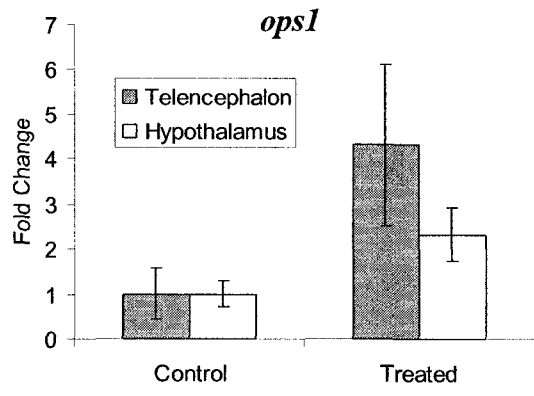 ops1
7
6
5
4
3
2
1
0
Fold Change
Telencephalon
Hypothalamus
Control Treated